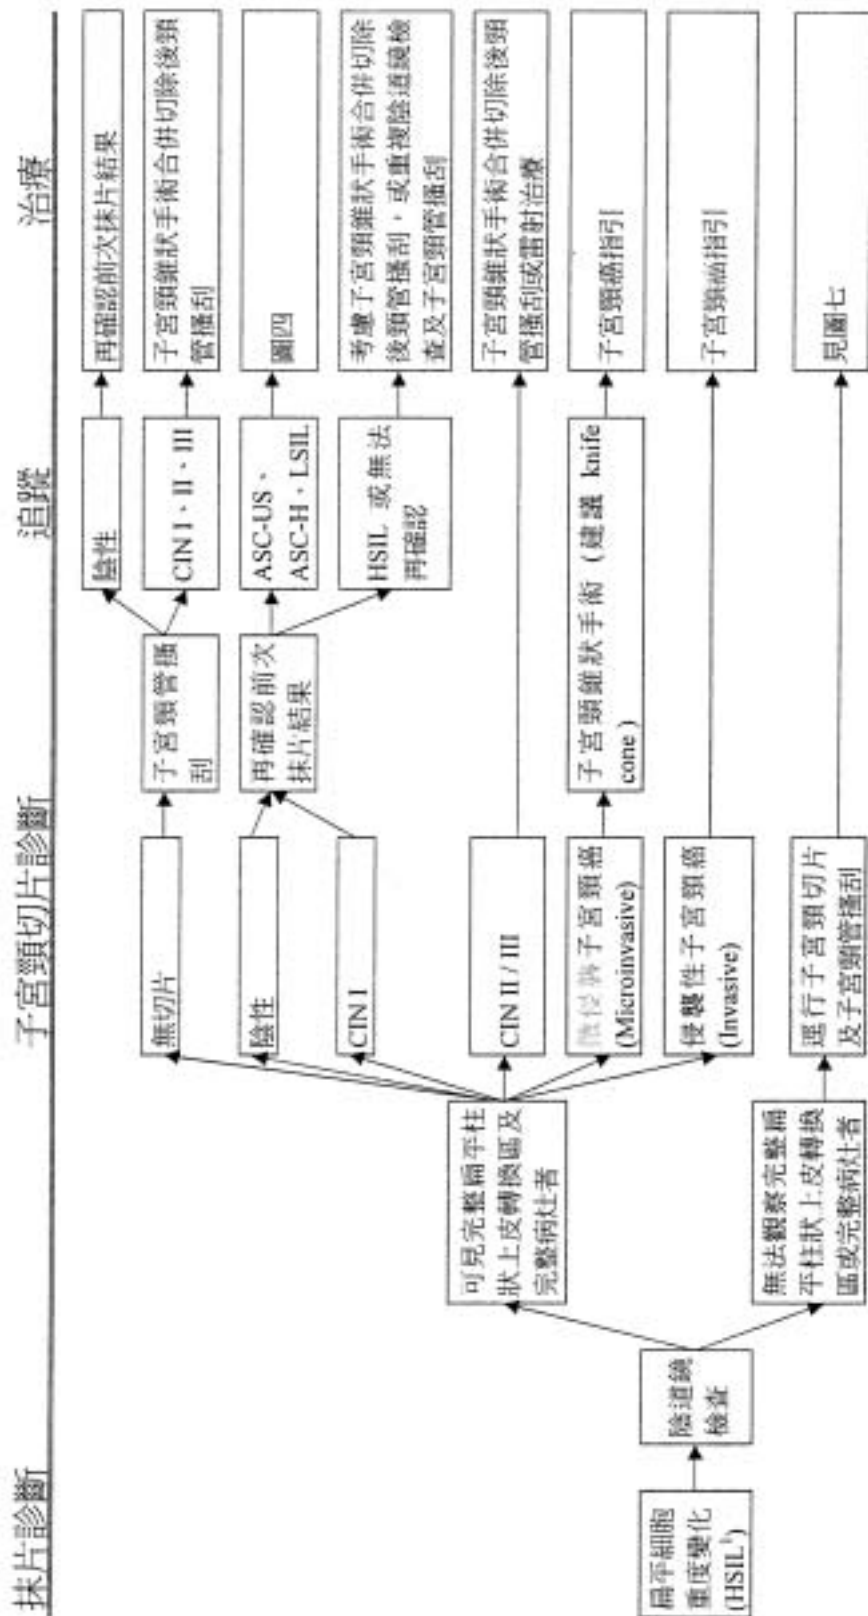 抹片診斷
子宮頸切片診斷
追蹤
治療
扁平細胞
重度變化
(HSIL¹)
陰道鏡
檢查
可見完整扁平柱
狀上皮轉換區及
完整病灶者
無法觀察完整扁
平柱狀上皮轉換
區或完整病灶者
無切片
陰性
CIN I
CIN II / III
微侵襲子宮頸癌
(Microinvasive)
侵襲性子宮頸癌
(Invasive)
進行子宮頸切片
及子宮頸管搔刮
子宮頸管搔
刮
再確認前次
抹片結果
子宮頸錐狀手術 (建議 knife
cone)
陰性
CIN I、II、III
ASC-US、
ASC-H、LSIL
HSIL 或無法
再確認
再確認前次抹片結果
子宮頸錐狀手術合併切除後頸
管搔刮
圖四
考慮子宮頸錐狀手術合併切除
後頸管搔刮，或重複陰道鏡檢
查及子宮頸管搔刮
子宮頸錐狀手術合併切除後頸
管搔刮或雷射治療
子宮頸癌指引
子宮頸癌指引
見圖七